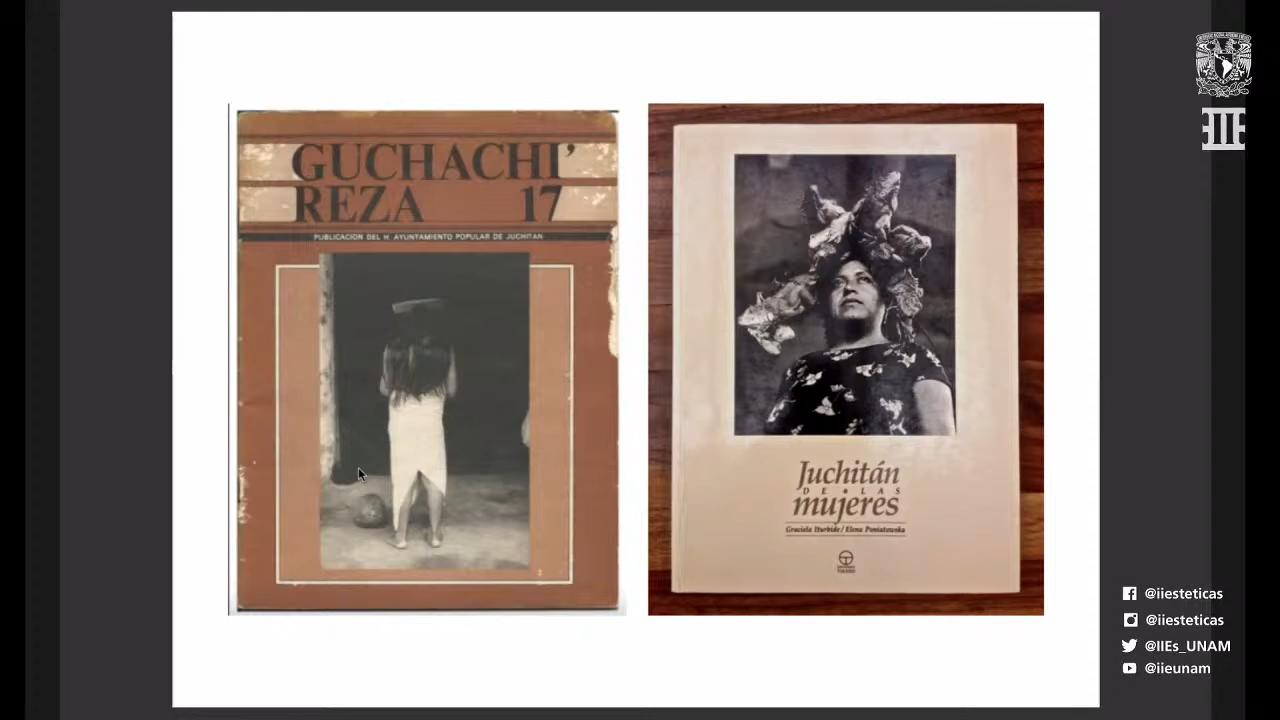 GUCHACHI'
REZA 17
PUBLICACION DEL H. AYUNTAMIENTO POPULAR DE JUCHITAN
Juchitán
DE • LAS
mujeres
Graciela Iturbide / Elena Poniatowska
@iiesteticas
@iiesteticas
@IIEs_UNAM
@iieunam